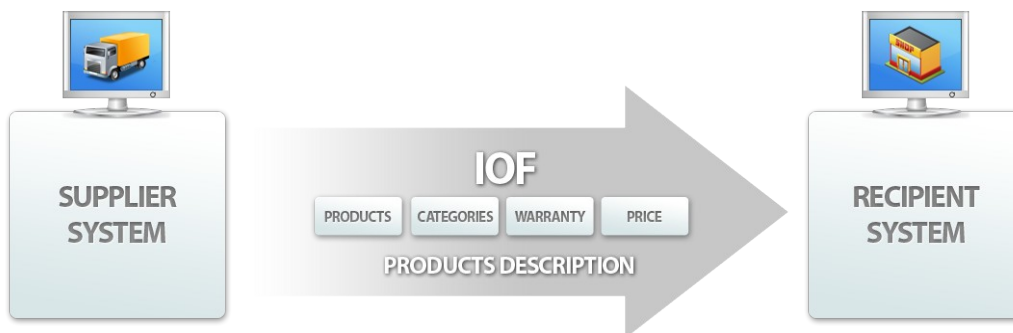 SUPPLIER
SYSTEM
IOF
PRODUCTS CATEGORIES WARRANTY PRICE
PRODUCTS DESCRIPTION
SHOP
RECIPIENT
SYSTEM